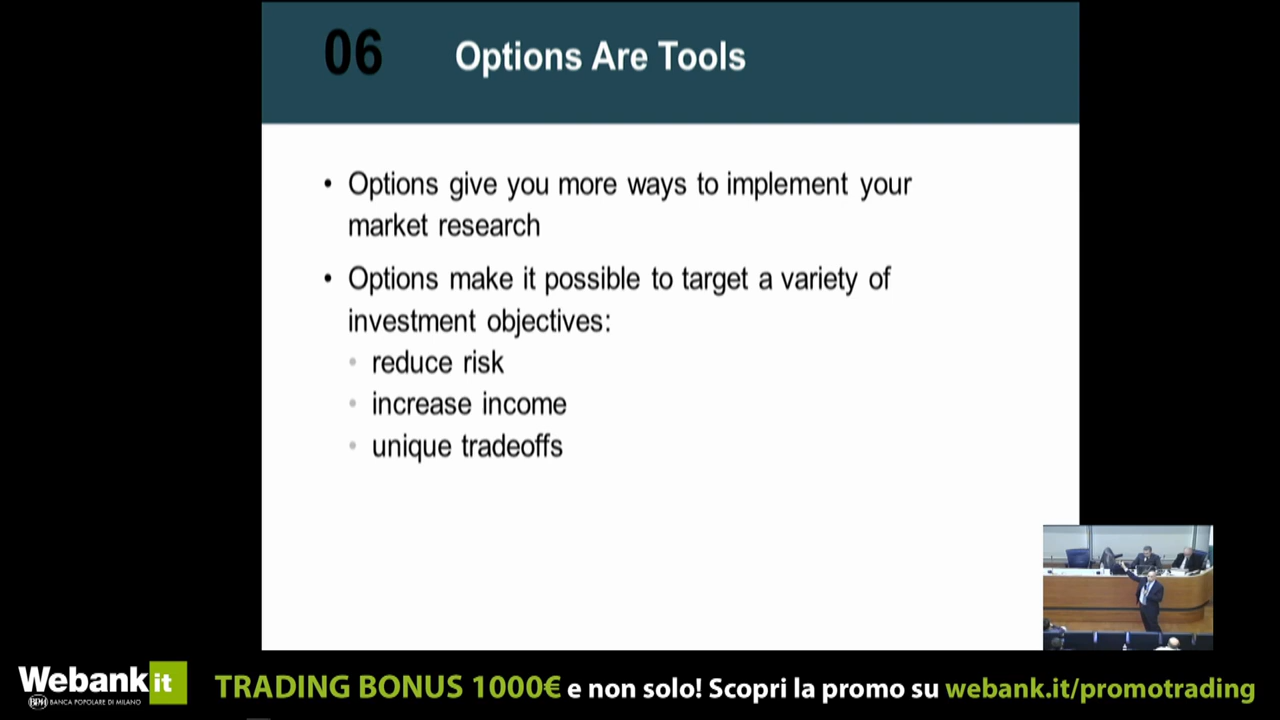 06 Options Are Tools
• Options give you more ways to implement your
market research
• Options make it possible to target a variety of
investment objectives:
• reduce risk
• increase income
• unique tradeoffs
Webank it
BPM BANCA POPOLARE DI MILANO
TRADING BONUS 1000€ e non solo! Scopri la promo su webank.it/promotrading